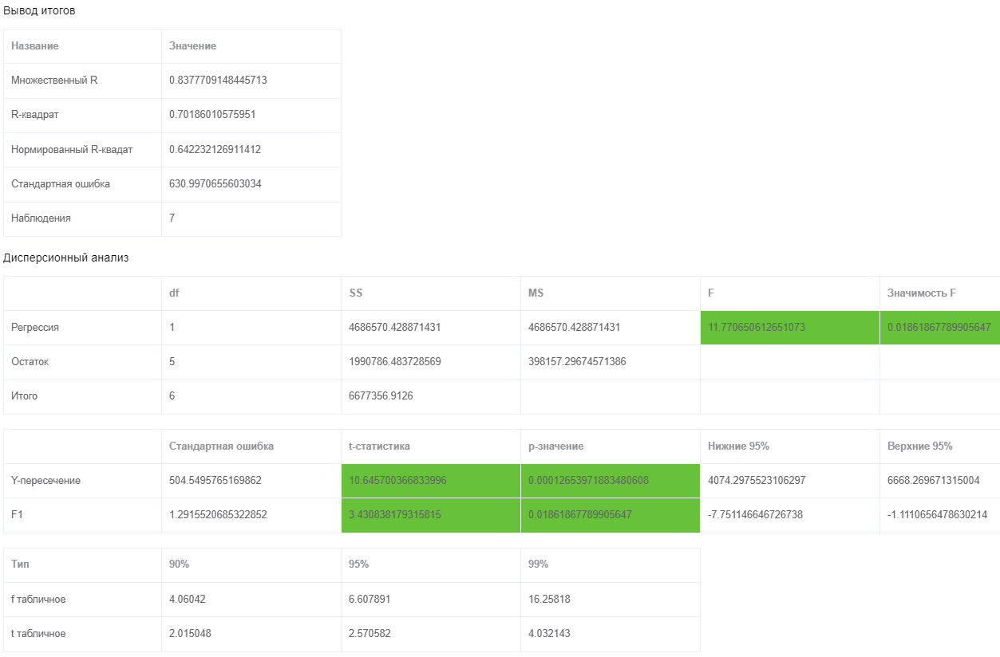 Вывод итогов
Название Значение
Множественный R 0.8377709148445713
R-квадрат 0.70186010575951
Нормированный R-квадат 0.642232126911412
Стандартная ошибка 630.9970655603034
Наблюдения 7
Дисперсионный анализ
df SS MS F Значимость F
Регрессия 1 4686570.428871431 4686570.428871431 11.770650612651073 0.01861867789905647
Остаток 5 1990786.483728569 398157.29674571386
Итого 6 6677356.9126
Стандартная ошибка t-статистика p-значение Нижние 95% Верхние 95%
Y-пересечение 504.5495765169862 10.645700366833996 0.00012653971883480608 4074.2975523106297 6668.269671315004
F1 1.2915520685322852 3.430838179315815 0.01861867789905647 -7.751146646726738 -1.1110656478630214
Тип 90% 95% 99%
f табличное 4.06042 6.607891 16.25818
t табличное 2.015048 2.570582 4.032143